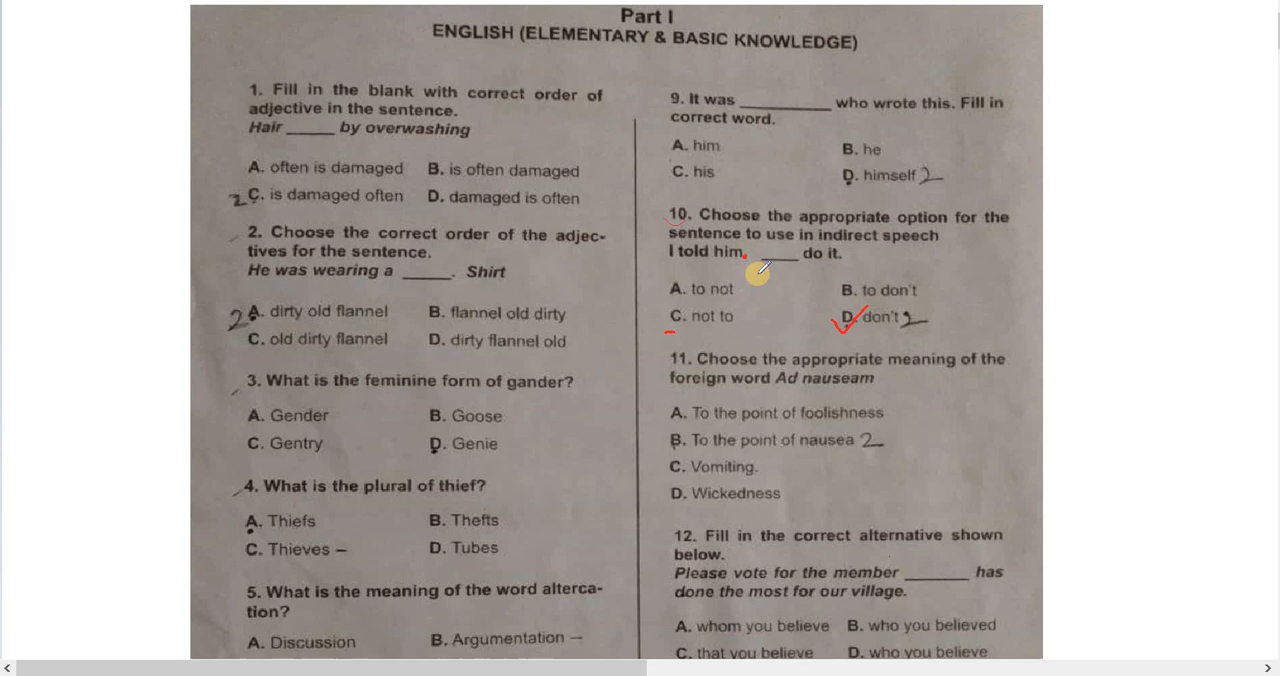 Part I
ENGLISH (ELEMENTARY & BASIC KNOWLEDGE)
1. Fill in the blank with correct order of
adjective in the sentence.
Hair _____ by overwashing
A. often is damaged B. is often damaged
2 C. is damaged often D. damaged is often
2. Choose the correct order of the adjec-
tives for the sentence.
He was wearing a _____. Shirt
2 A. dirty old flannel B. flannel old dirty
C. old dirty flannel D. dirty flannel old
3. What is the feminine form of gander?
A. Gender B. Goose
C. Gentry D. Genie
4. What is the plural of thief?
A. Thiefs B. Thefts
C. Thieves – D. Tubes
5. What is the meaning of the word alterca-
tion?
A. Discussion B. Argumentation –
9. It was __________ who wrote this. Fill in
correct word.
A. him B. he
C. his D. himself 2
10. Choose the appropriate option for the
sentence to use in indirect speech
I told him. ____ do it.
A. to not B. to don't
C. not to D. don't 2
11. Choose the appropriate meaning of the
foreign word Ad nauseam
A. To the point of foolishness
B. To the point of nausea 2
C. Vomiting.
D. Wickedness
12. Fill in the correct alternative shown
below.
Please vote for the member _______ has
done the most for our village.
A. whom you believe B. who you believed
C. that you believe D. who you believe